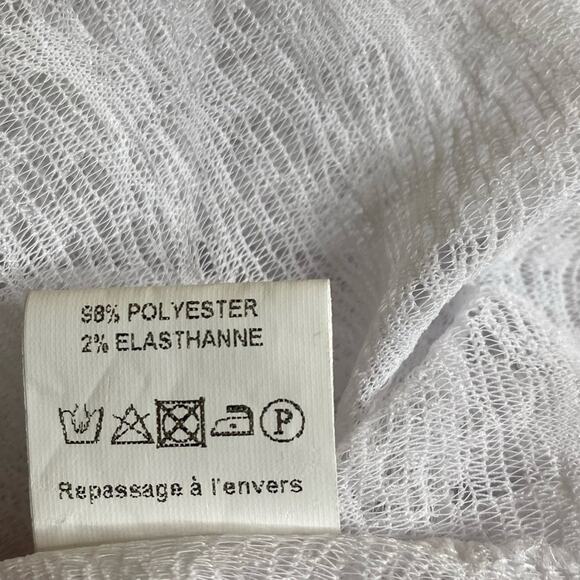 98% POLYESTER
2% ELASTHANNE
P
Repassage à l'envers